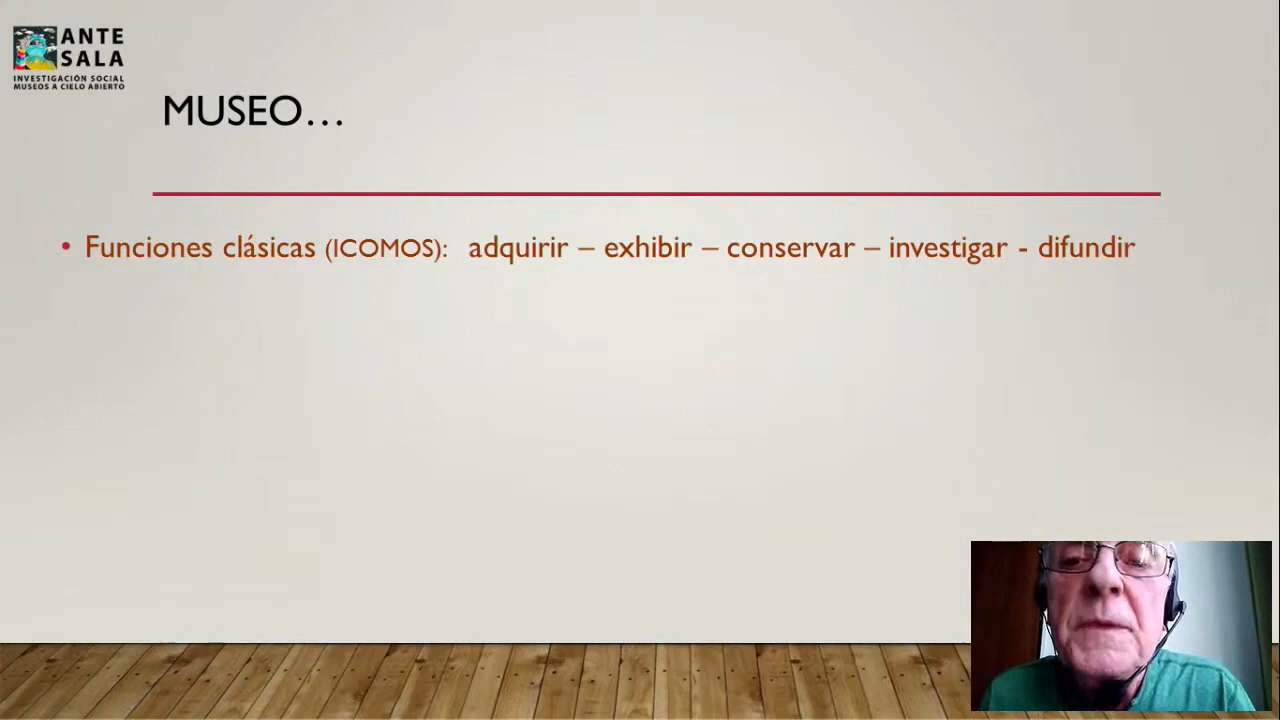 ANTE
SALA
INVESTIGACIÓN SOCIAL
MUSEOS A CIELO ABIERTO
MUSEO…
• Funciones clásicas (ICOMOS): adquirir – exhibir – conservar – investigar - difundir